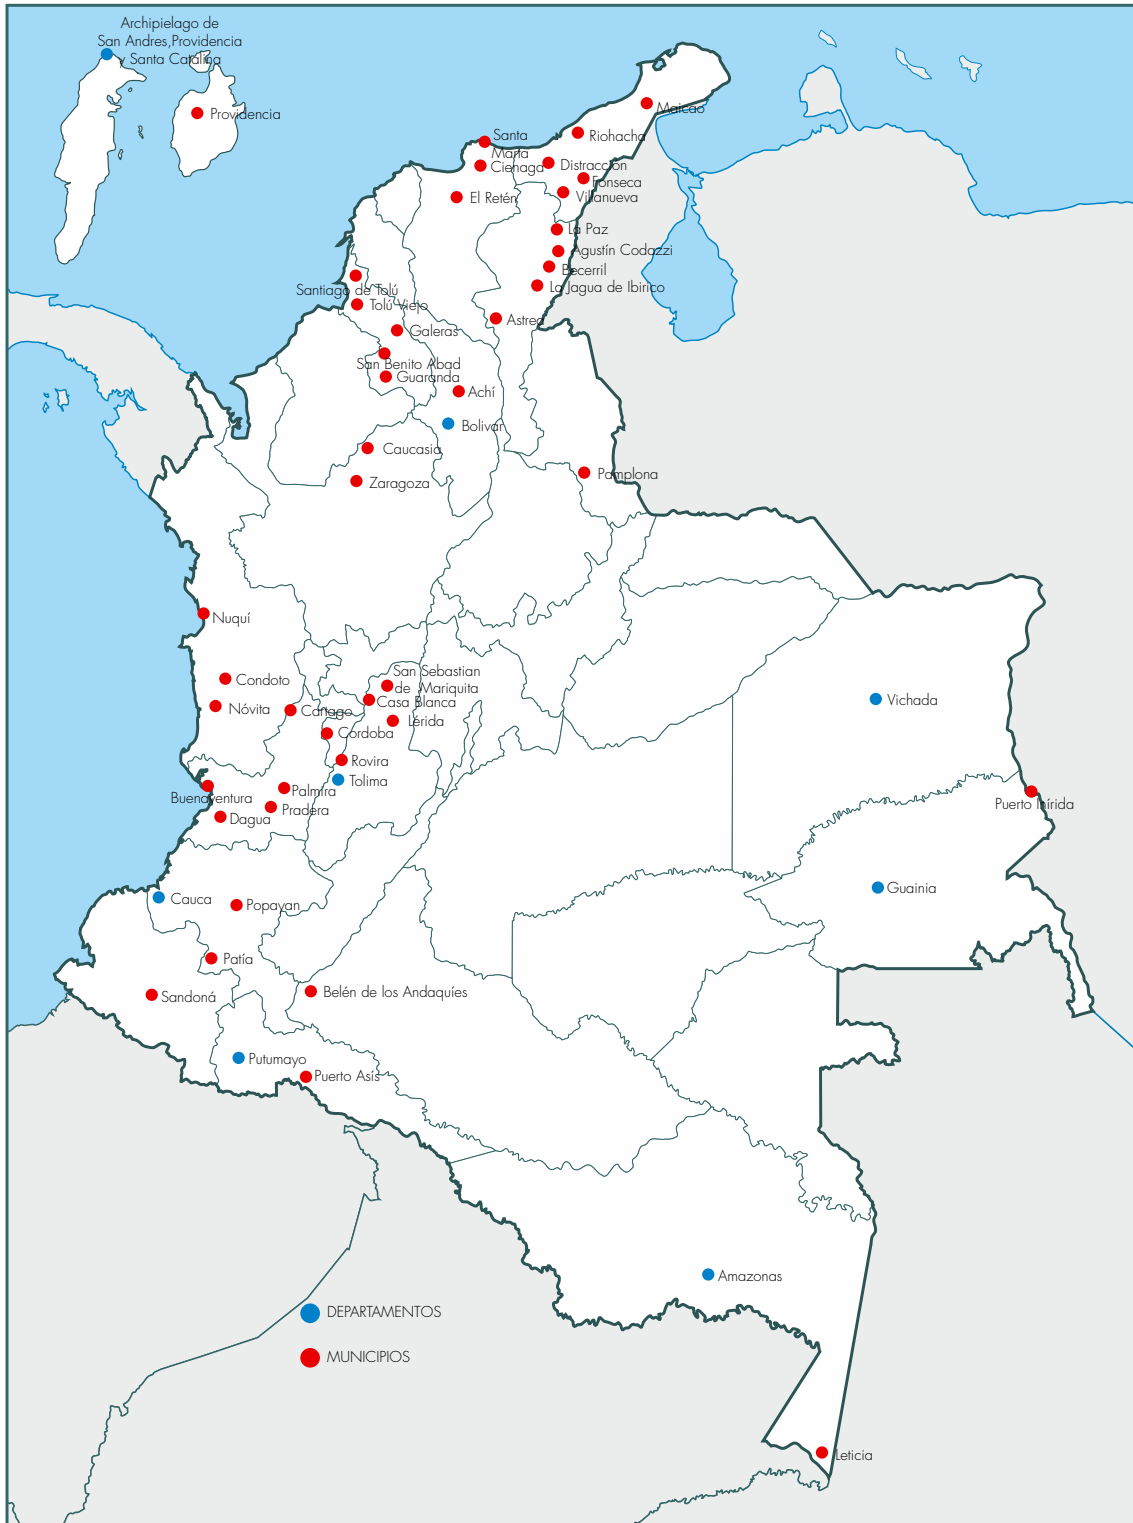 Archipielago de
San Andres,Providencia
y Santa Catalina
Providencia
Maicao
Riohacha
Santa
Marta
Cienaga
Distracción
Fonseca
Villanueva
El Retén
La Paz
Agustín Codazzi
Becerril
La Jagua de Ibirico
Santiago de Tolú
Tolú Viejo
Astrea
Galeras
San Benito Abad
Guaranda
Achí
Bolivar
Caucasia
Zaragoza
Pamplona
Nuquí
Condoto
Nóvita
San Sebastian
de Mariquita
Casa Blanca
Cartago
Lérida
Cordoba
Rovira
Tolima
Vichada
Buenaventura
Palmira
Pradera
Dagua
Puerto Inírida
Guainia
Cauca
Popayan
Patía
Sandoná
Belén de los Andaquíes
Putumayo
Puerto Asís
Amazonas
DEPARTAMENTOS
MUNICIPIOS
Leticia